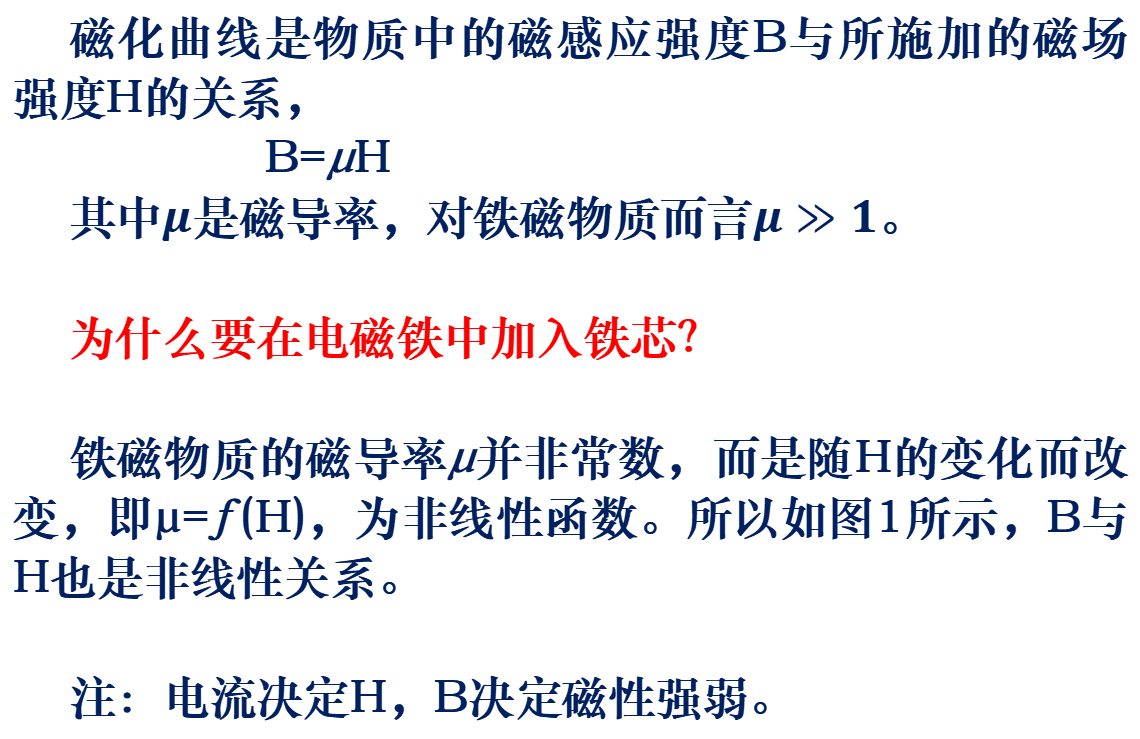 磁化曲线是物质中的磁感应强度B与所施加的磁场
强度H的关系，
B=μH
其中μ是磁导率，对铁磁物质而言μ ≫ 1。
为什么要在电磁铁中加入铁芯？
铁磁物质的磁导率μ并非常数，而是随H的变化而改
变，即μ=f(H)，为非线性函数。所以如图1所示，B与
H也是非线性关系。
注：电流决定H，B决定磁性强弱。